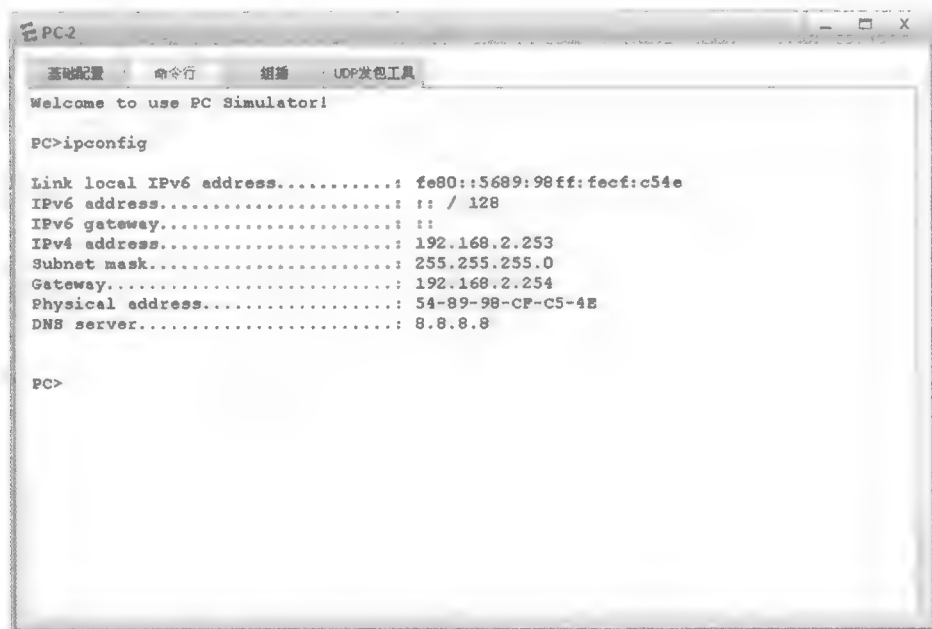 PC-2
基础配置 命令行 组播 UDP发包工具
Welcome to use PC Simulator!
PC>ipconfig
Link local IPv6 address...........: fe80::5689:98ff:fecf:c54e
IPv6 address......................: :: / 128
IPv6 gateway......................: ::
IPv4 address......................: 192.168.2.253
Subnet mask.......................: 255.255.255.0
Gateway...........................: 192.168.2.254
Physical address..................: 54-89-98-CF-C5-4E
DNS server........................: 8.8.8.8
PC>